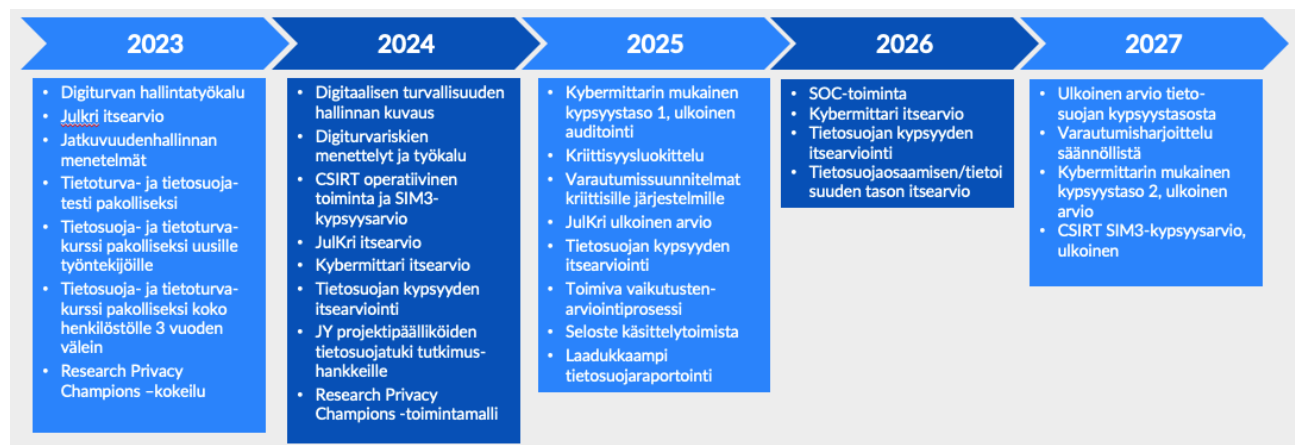 2023
2024
2025
2026
2027
• Digiturvan hallintatyökalu
• Julkri itsearvio
• Jatkuvuudenhallinnan
menetelmät
• Tietoturva- ja tietosuoja-
testi pakolliseksi
• Tietosuoja- ja tietoturva-
kurssi pakolliseksi uusille
työntekijöille
• Tietosuoja- ja tietoturva-
kurssi pakolliseksi koko
henkilöstölle 3 vuoden
välein
• Research Privacy
Champions –kokeilu
• Digitaalisen turvallisuuden
hallinnan kuvaus
• Digiturvariskien
menettelyt ja työkalu
• CSIRT operatiivinen
toiminta ja SIM3-
kypsyysarvio
• JulKri itsearvio
• Kybermittari itsearvio
• Tietosuojan kypsyyden
itsearviointi
• JY projektipäälliköiden
tietosuojatuki tutkimus-
hankkeille
• Research Privacy
Champions -toimintamalli
• Kybermittarin mukainen
kypsyystaso 1, ulkoinen
auditointi
• Kriittisyysluokittelu
• Varautumissuunnitelmat
kriittisille järjestelmille
• JulKri ulkoinen arvio
• Tietosuojan kypsyyden
itsearviointi
• Toimiva vaikutusten-
arviointiprosessi
• Seloste käsittelytoimista
• Laadukkaampi
tietosuojaraportointi
• SOC-toiminta
• Kybermittari itsearvio
• Tietosuojan kypsyyden
itsearviointi
• Tietosuojaosaamisen/tietoi
suuden tason itsearvio
• Ulkoinen arvio tieto-
suojan kypsyystasosta
• Varautumisharjoittelu
säännöllistä
• Kybermittarin mukainen
kypsyystaso 2, ulkoinen
arvio
• CSIRT SIM3-kypsyysarvio,
ulkoinen